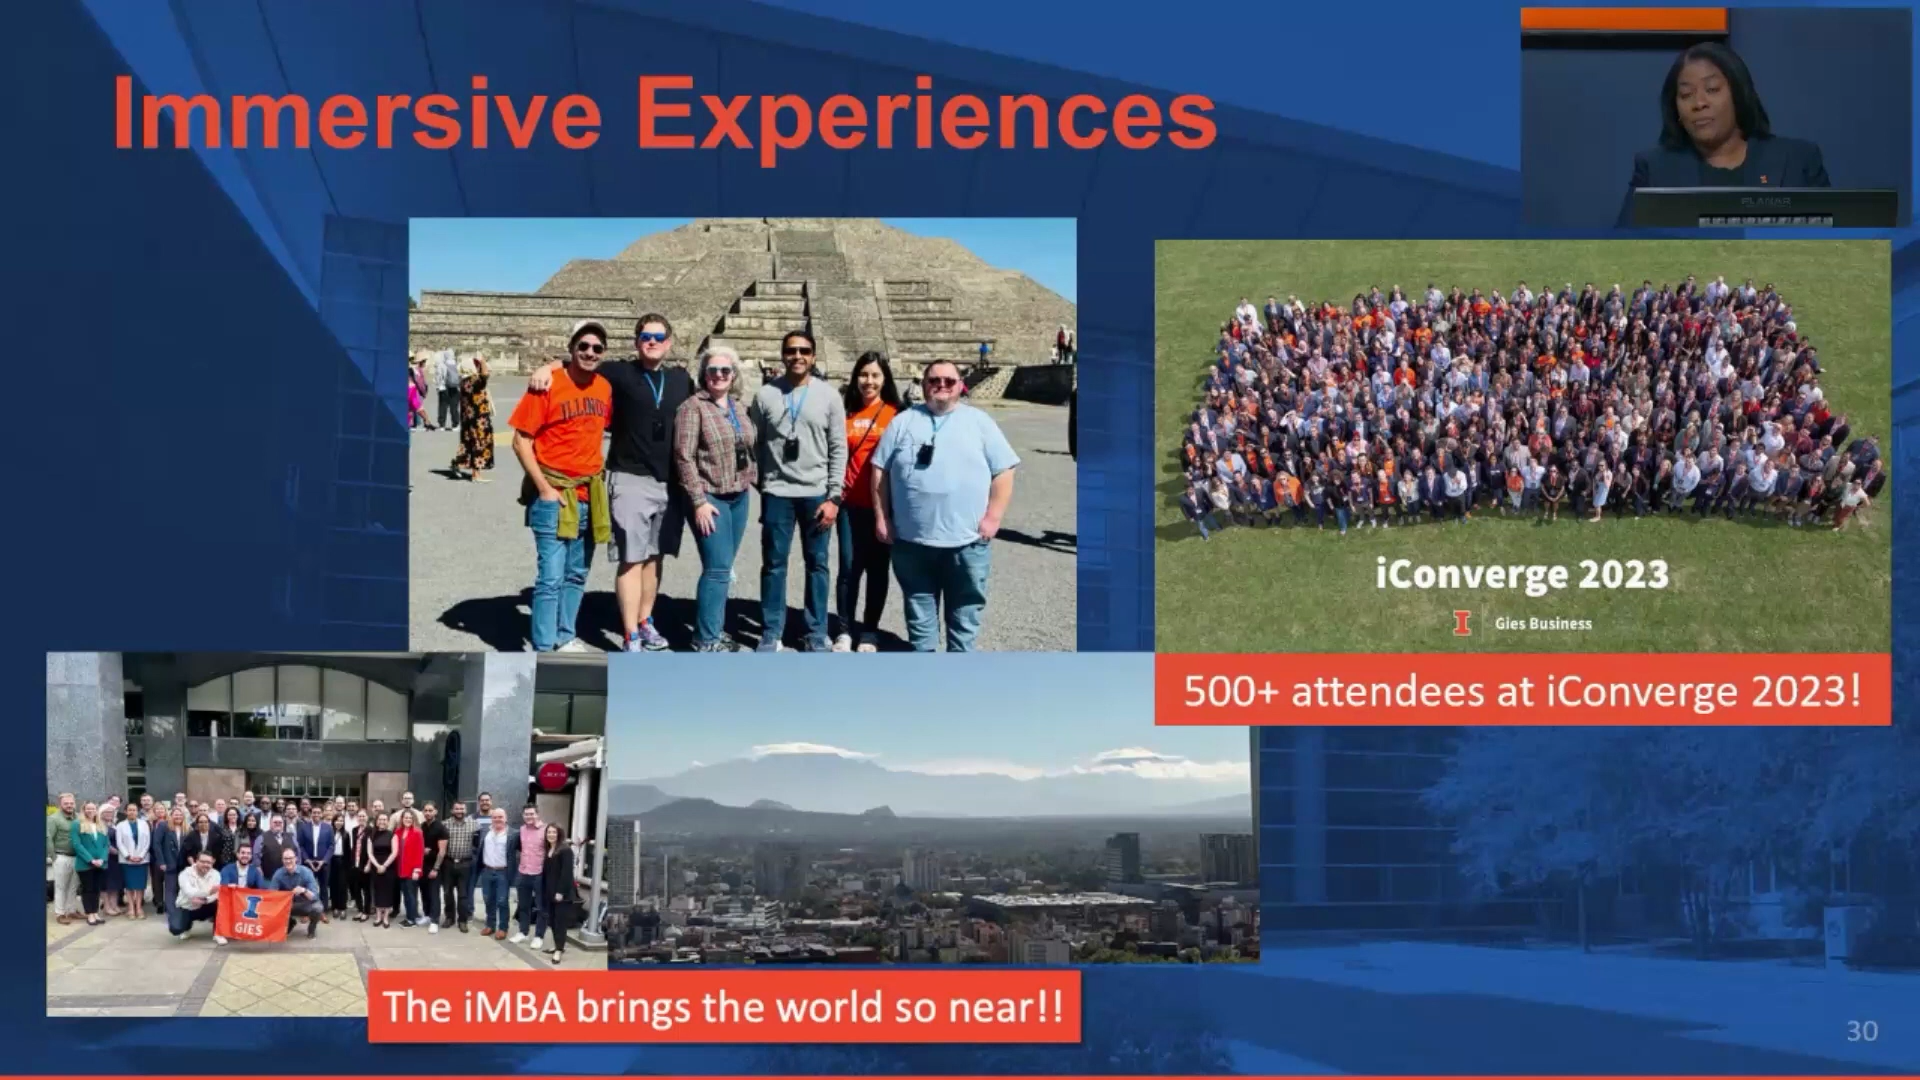 Immersive Experiences
PLANAR
ILLINOIS
iConverge 2023
I Gies Business
500+ attendees at iConverge 2023!
I
GIES
The iMBA brings the world so near!!
30